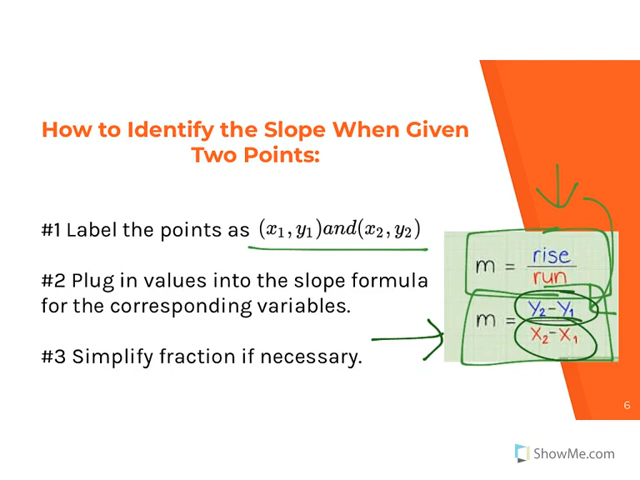 How to Identify the Slope When Given
Two Points:
#1 Label the points as (x₁, y₁)and(x₂, y₂)
#2 Plug in values into the slope formula
for the corresponding variables.
#3 Simplify fraction if necessary.
m = rise
run
m = Y₂-Y₁
X₂-X₁
6
ShowMe.com